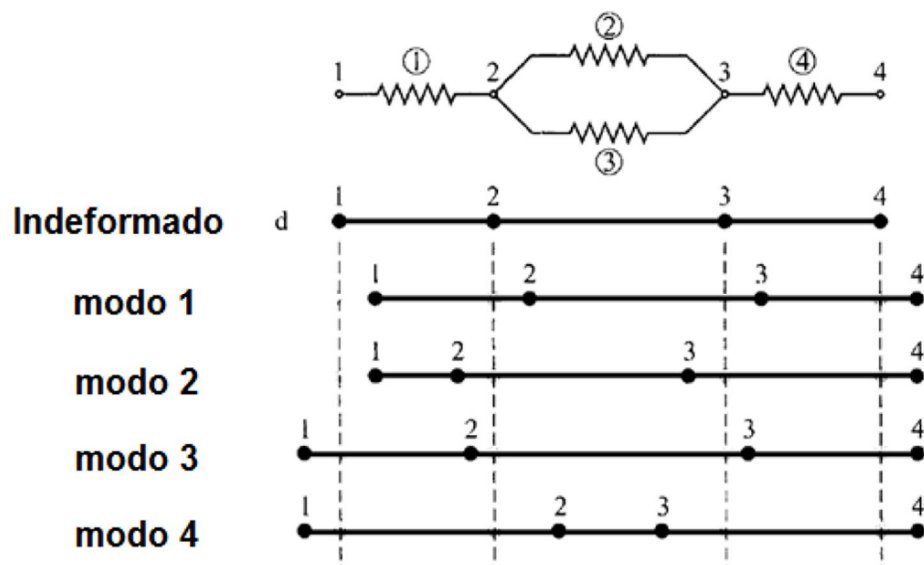 ②
1 ① 2 3 ④ 4
③
1 2 3 4
Indeformado d
1 2 3 4
modo 1
1 2 3 4
modo 2
1 2 3 4
modo 3
1 2 3 4
modo 4